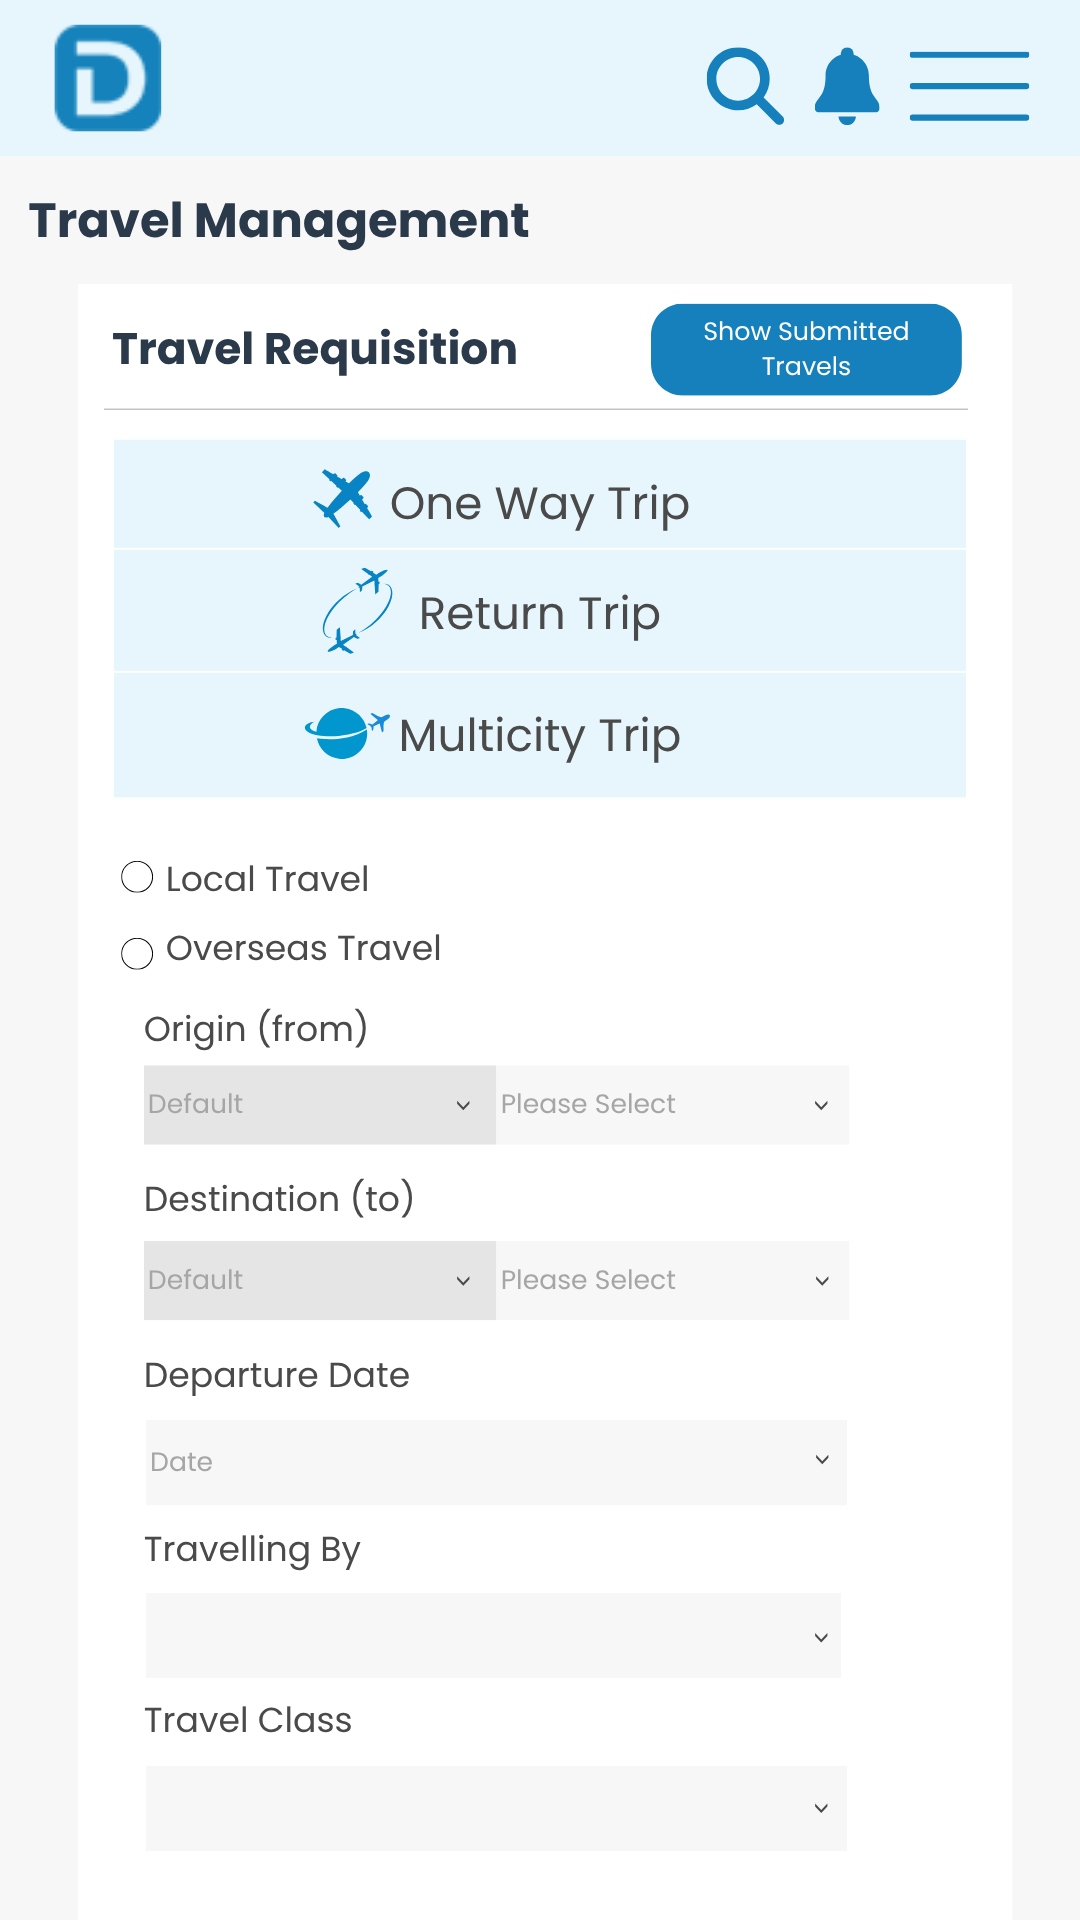 D
Travel Management
Travel Requisition
Show Submitted
Travels
One Way Trip
Return Trip
Multicity Trip
Local Travel
Overseas Travel
Origin (from)
Default
Please Select
Destination (to)
Default
Please Select
Departure Date
Date
Travelling By
Travel Class